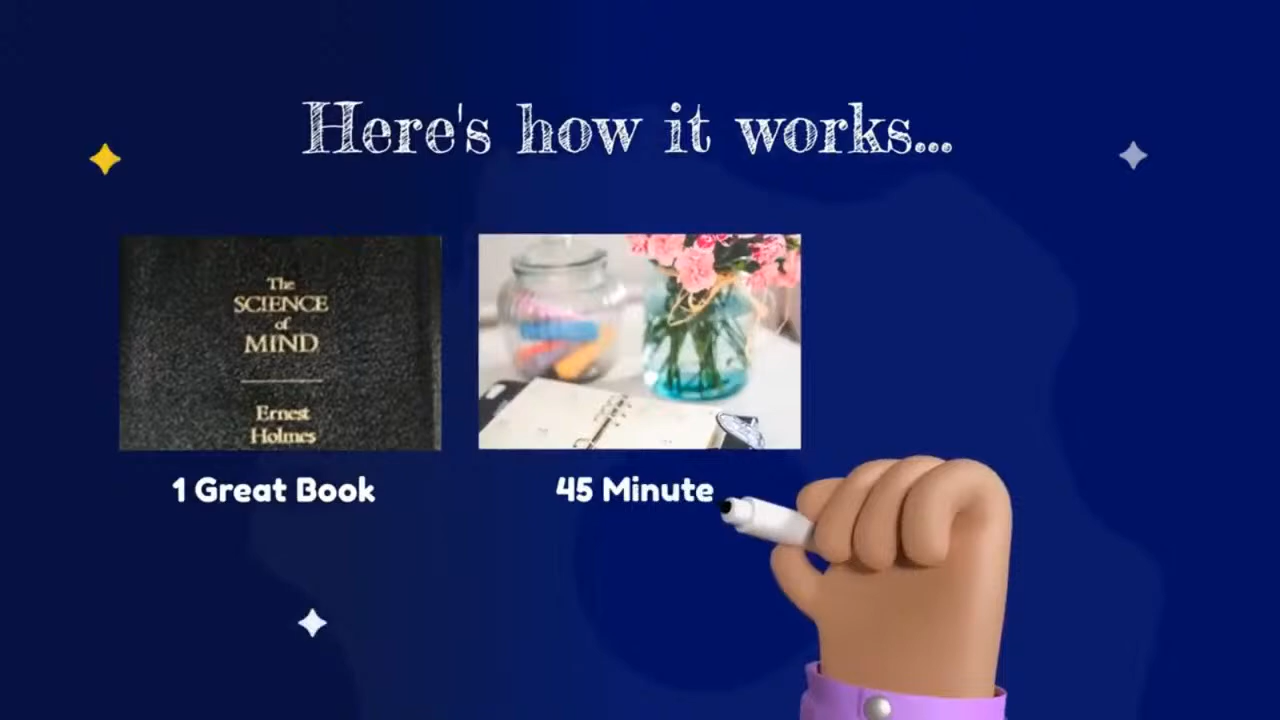 Here's how it works...
The
SCIENCE
of
MIND
Ernest
Holmes
1 Great Book
45 Minute